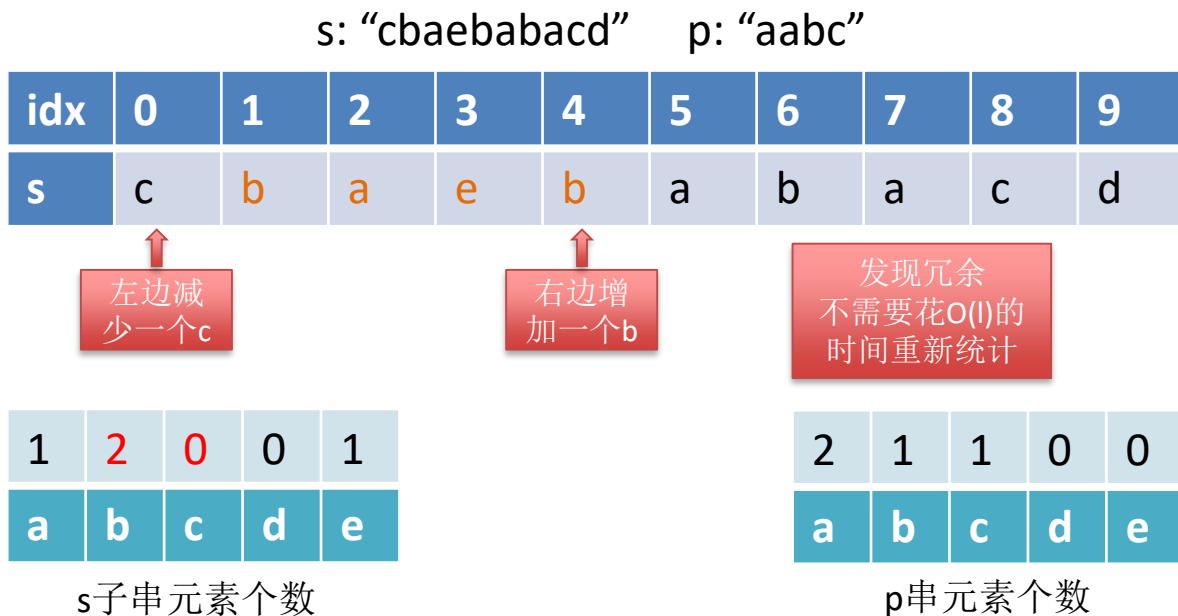 s: “cbaebabacd” p: “aabc”
idx 0 1 2 3 4 5 6 7 8 9
s c b a e b a b a c d
左边减
少一个c
右边增
加一个b
发现冗余
不需要花O(l)的
时间重新统计
1 2 0 0 1
a b c d e
s子串元素个数
2 1 1 0 0
a b c d e
p串元素个数